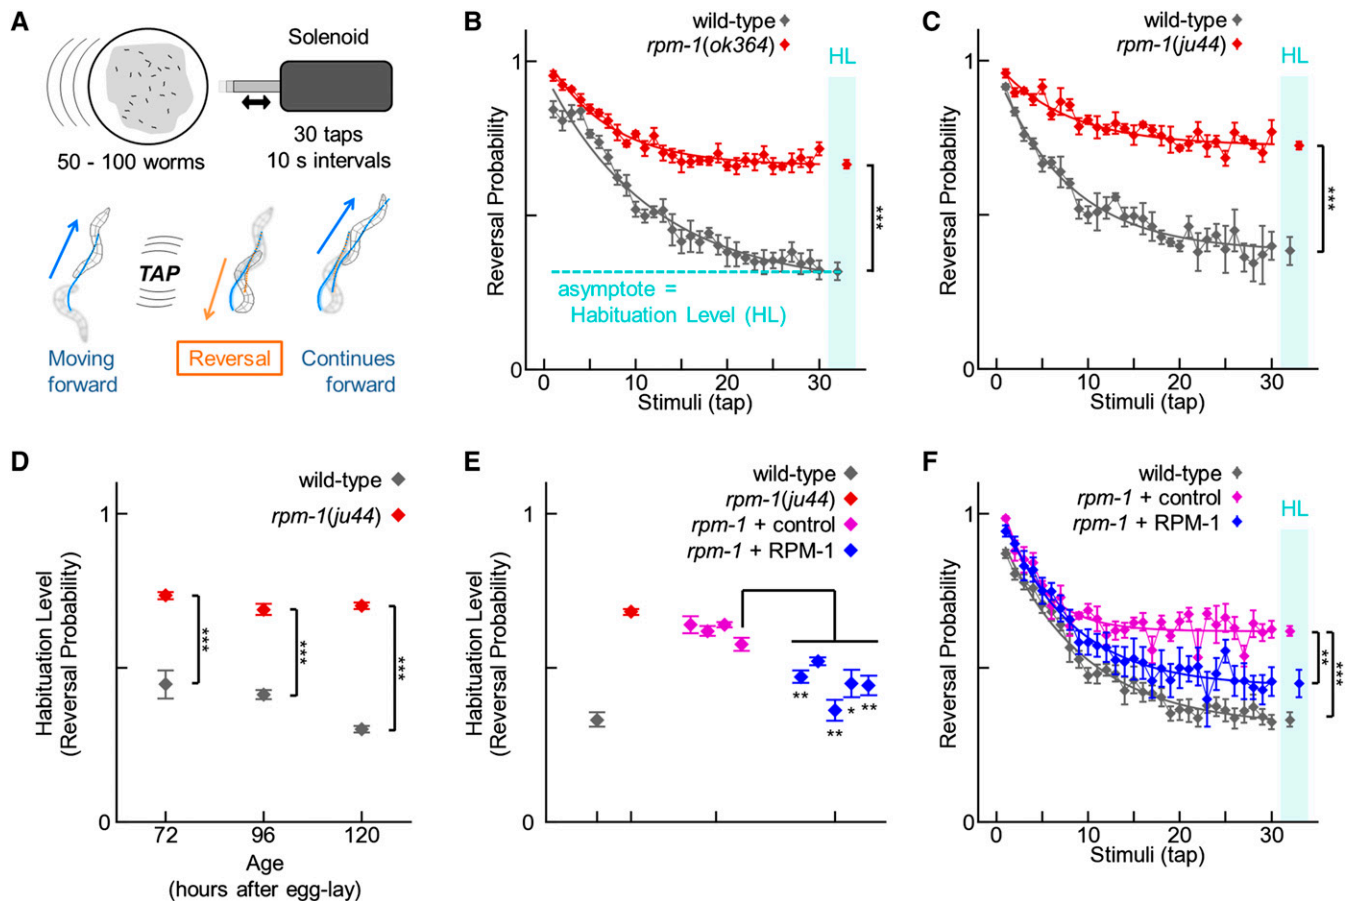 A
Solenoid
50 - 100 worms
30 taps
10 s intervals
TAP
Moving
forward
Reversal
Continues
forward
B
wild-type
rpm-1(ok364)
HL
1
Reversal Probability
***
asymptote =
Habituation Level (HL)
0
0 10 20 30
Stimuli (tap)
C
wild-type
rpm-1(ju44)
HL
1
Reversal Probability
***
0
0 10 20 30
Stimuli (tap)
D
wild-type
rpm-1(ju44)
1
Habituation Level
(Reversal Probability)
***
***
***
0
72 96 120
Age
(hours after egg-lay)
E
wild-type
rpm-1(ju44)
rpm-1 + control
rpm-1 + RPM-1
1
Habituation Level
(Reversal Probability)
**
**
*
**
0
F
wild-type
rpm-1 + control
rpm-1 + RPM-1
HL
1
Reversal Probability
**
***
0
0 10 20 30
Stimuli (tap)